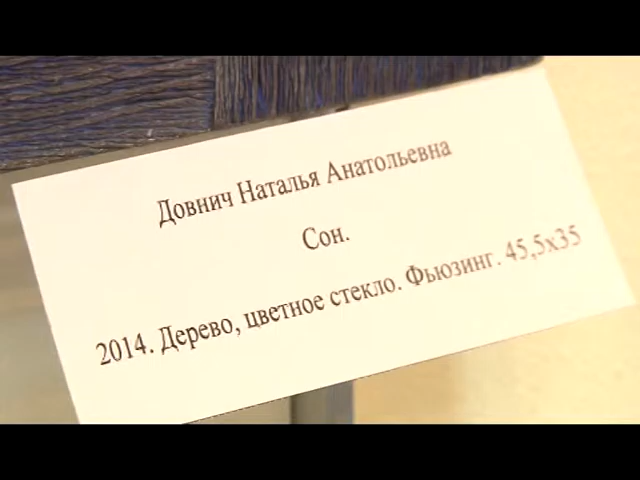 Довнич Наталья Анатольевна
Сон.
2014. Дерево, цветное стекло. Фьюзинг. 45,5х35